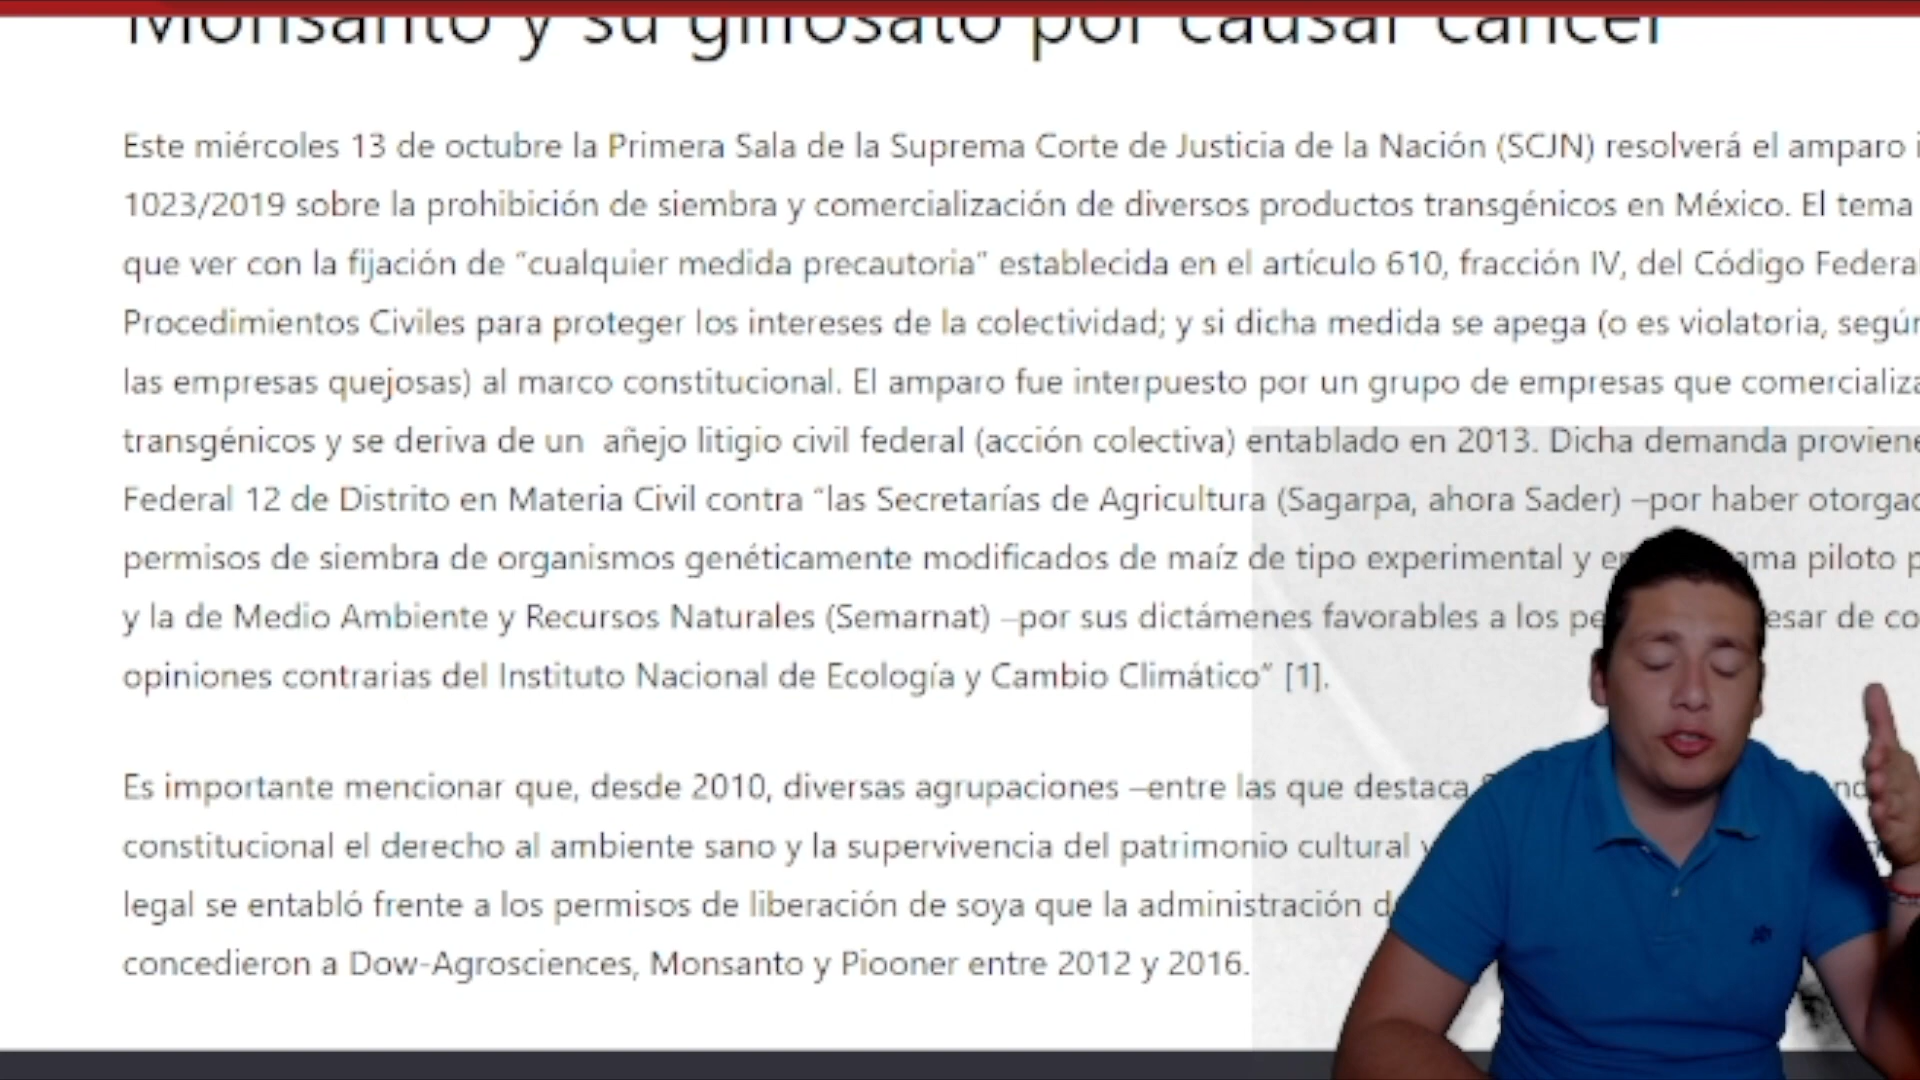 Monsanto y su glifosato por causar cáncer
Este miércoles 13 de octubre la Primera Sala de la Suprema Corte de Justicia de la Nación (SCJN) resolverá el amparo
1023/2019 sobre la prohibición de siembra y comercialización de diversos productos transgénicos en México. El tema
que ver con la fijación de “cualquier medida precautoria” establecida en el artículo 610, fracción IV, del Código Federal
Procedimientos Civiles para proteger los intereses de la colectividad; y si dicha medida se apega (o es violatoria, según
las empresas quejosas) al marco constitucional. El amparo fue interpuesto por un grupo de empresas que comercializa
transgénicos y se deriva de un añejo litigio civil federal (acción colectiva) entablado en 2013. Dicha demanda proviene
Federal 12 de Distrito en Materia Civil contra “las Secretarías de Agricultura (Sagarpa, ahora Sader) –por haber otorgad
permisos de siembra de organismos genéticamente modificados de maíz de tipo experimental y ama piloto
y la de Medio Ambiente y Recursos Naturales (Semarnat) –por sus dictámenes favorables a los pe esar de co
opiniones contrarias del Instituto Nacional de Ecología y Cambio Climático” [1].
Es importante mencionar que, desde 2010, diversas agrupaciones –entre las que destaca
constitucional el derecho al ambiente sano y la supervivencia del patrimonio cultural
legal se entabló frente a los permisos de liberación de soya que la administración d
concedieron a Dow-Agrosciences, Monsanto y Piooner entre 2012 y 2016.